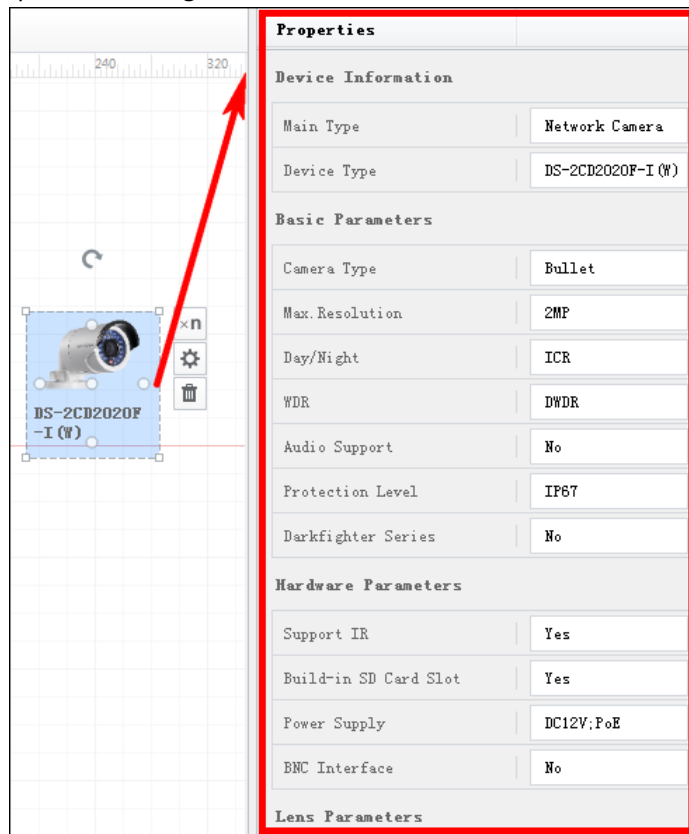 240
320
×n
DS-2CD2020F
-I(W)
Properties
Device Information
Main Type
Network Camera
Device Type
DS-2CD2020F-I(W)
Basic Parameters
Camera Type
Bullet
Max.Resolution
2MP
Day/Night
ICR
WDR
DWDR
Audio Support
No
Protection Level
IP67
Darkfighter Series
No
Hardware Parameters
Support IR
Yes
Build-in SD Card Slot
Yes
Power Supply
DC12V;PoE
BNC Interface
No
Lens Parameters